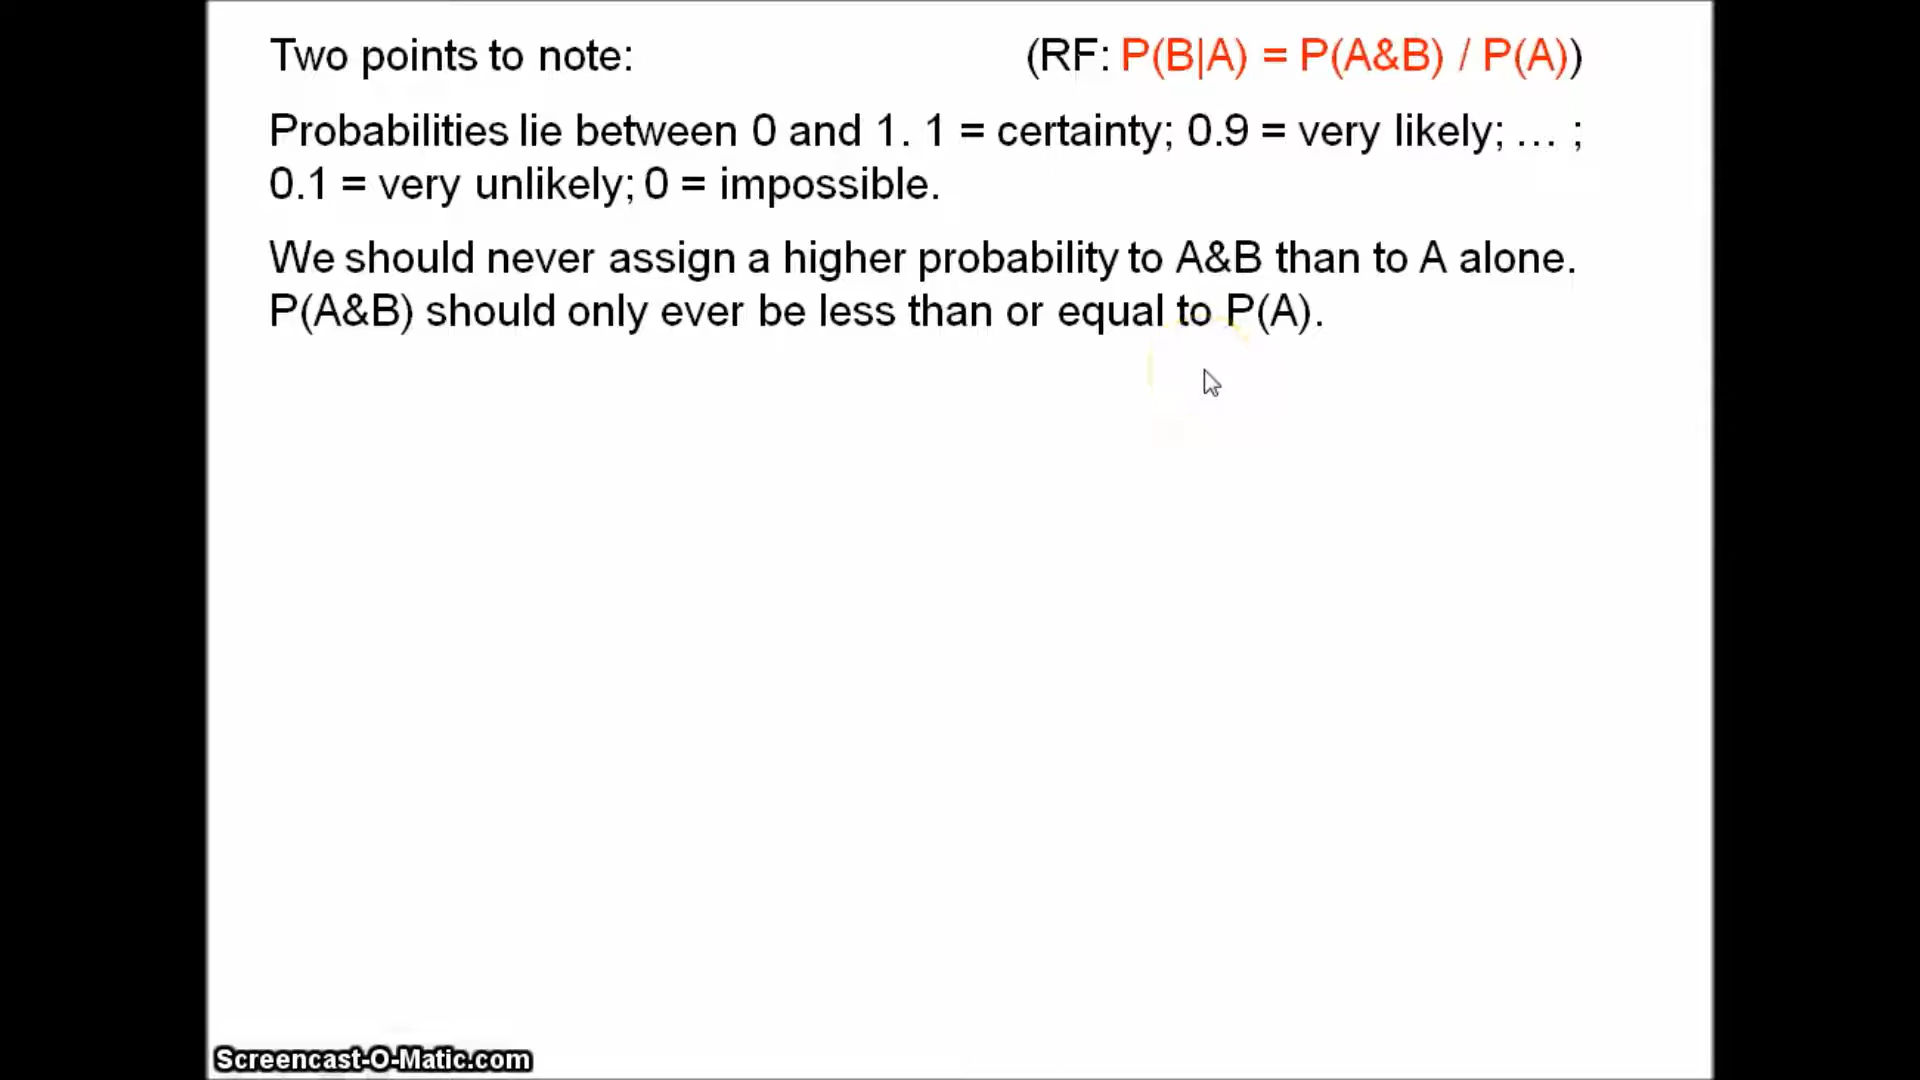 Two points to note: (RF: P(B|A) = P(A&B) / P(A))
Probabilities lie between 0 and 1. 1 = certainty; 0.9 = very likely; … ;
0.1 = very unlikely; 0 = impossible.
We should never assign a higher probability to A&B than to A alone.
P(A&B) should only ever be less than or equal to P(A).
Screencast-O-Matic.com